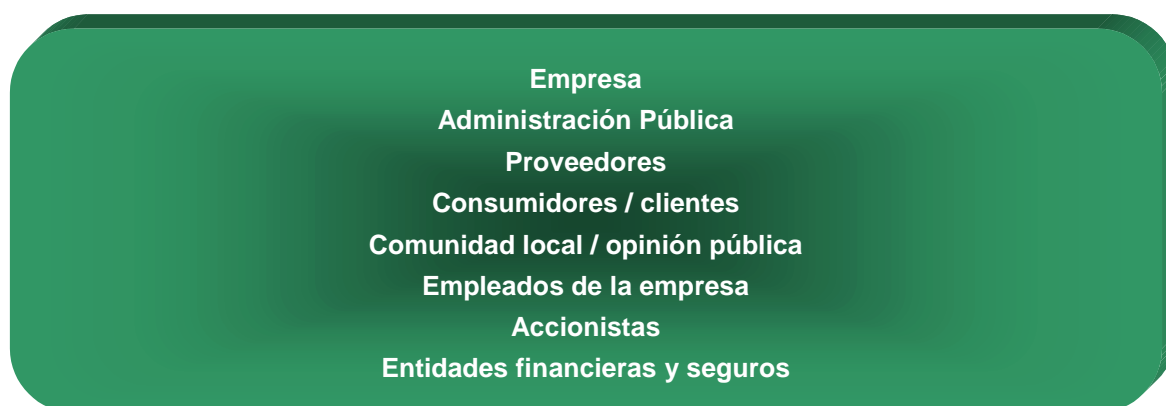 Empresa
Administración Pública
Proveedores
Consumidores / clientes
Comunidad local / opinión pública
Empleados de la empresa
Accionistas
Entidades financieras y seguros